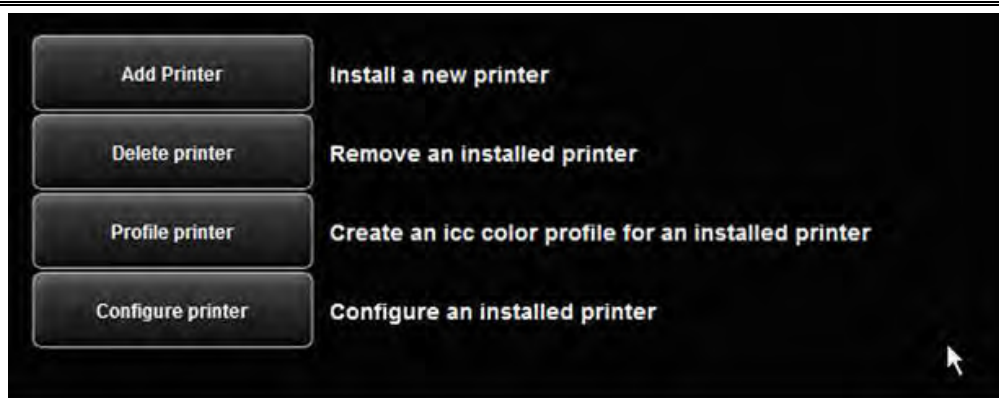 Add Printer Install a new printer
Delete printer Remove an installed printer
Profile printer Create an icc color profile for an installed printer
Configure printer Configure an installed printer